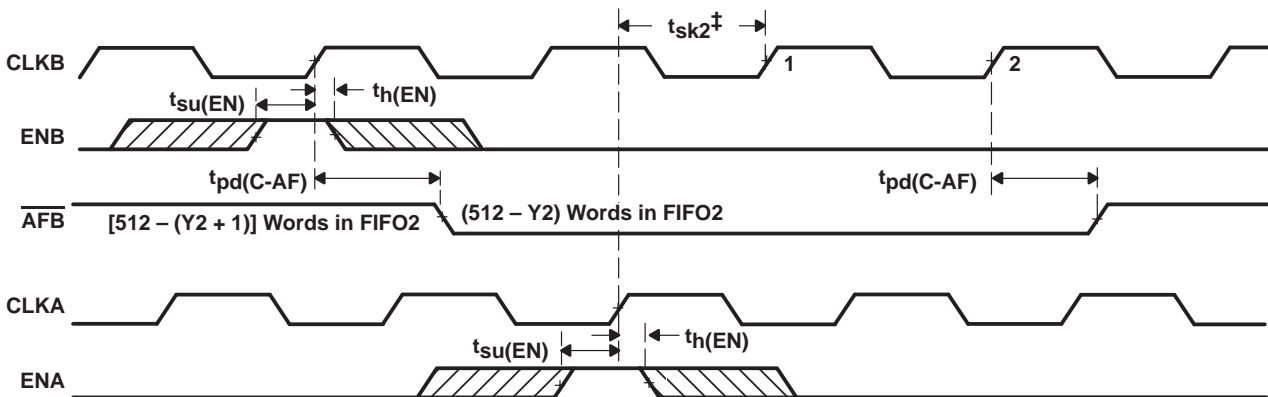 tsk2‡
CLKB
1
2
tsu(EN)
th(EN)
ENB
tpd(C-AF)
tpd(C-AF)
AFB
[512 – (Y2 + 1)] Words in FIFO2
(512 – Y2) Words in FIFO2
CLKA
tsu(EN)
th(EN)
ENA